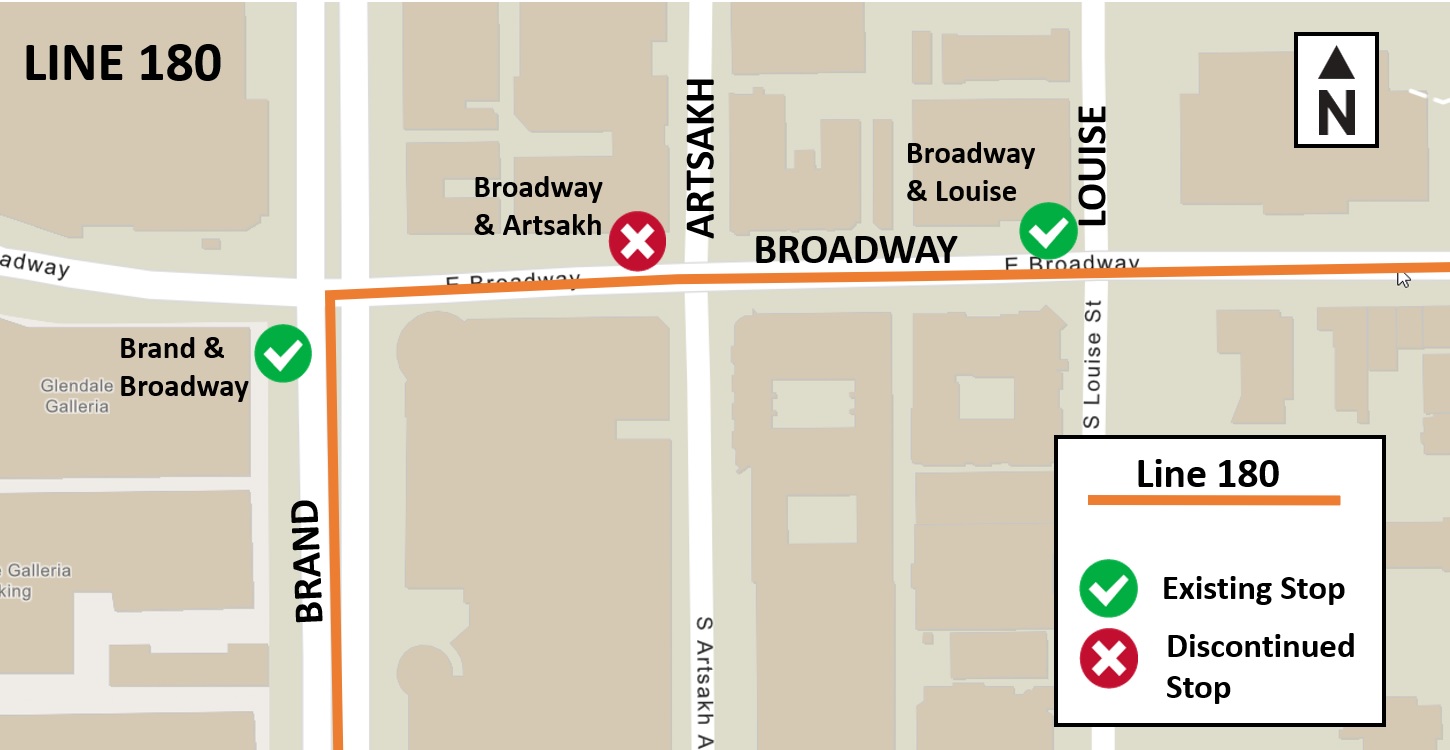 LINE 180
N
ARTSAKH
LOUISE
Broadway
& Louise
Broadway
& Artsakh
BROADWAY
adway
E Broadway
E Broadway
Brand &
Broadway
Glendale
Galleria
S Louise St
BRAND
Galleria
king
S Artsakh A
Line 180
Existing Stop
Discontinued
Stop